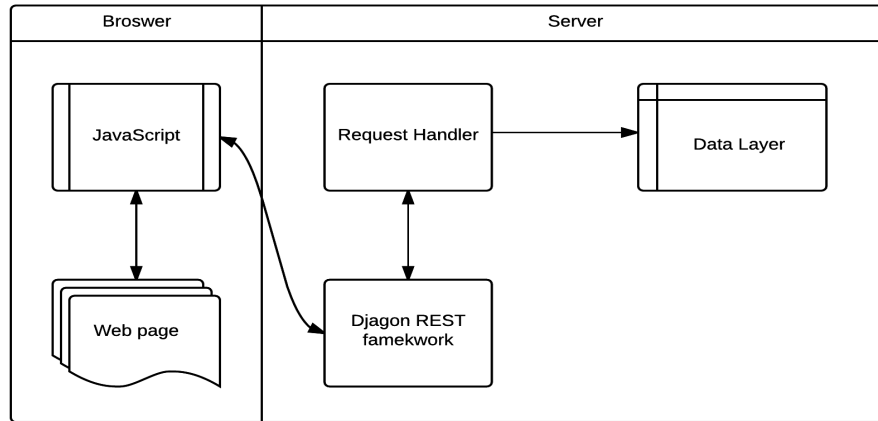 Broswer
Server
JavaScript
Request Handler
Data Layer
Web page
Djagon REST
famekwork